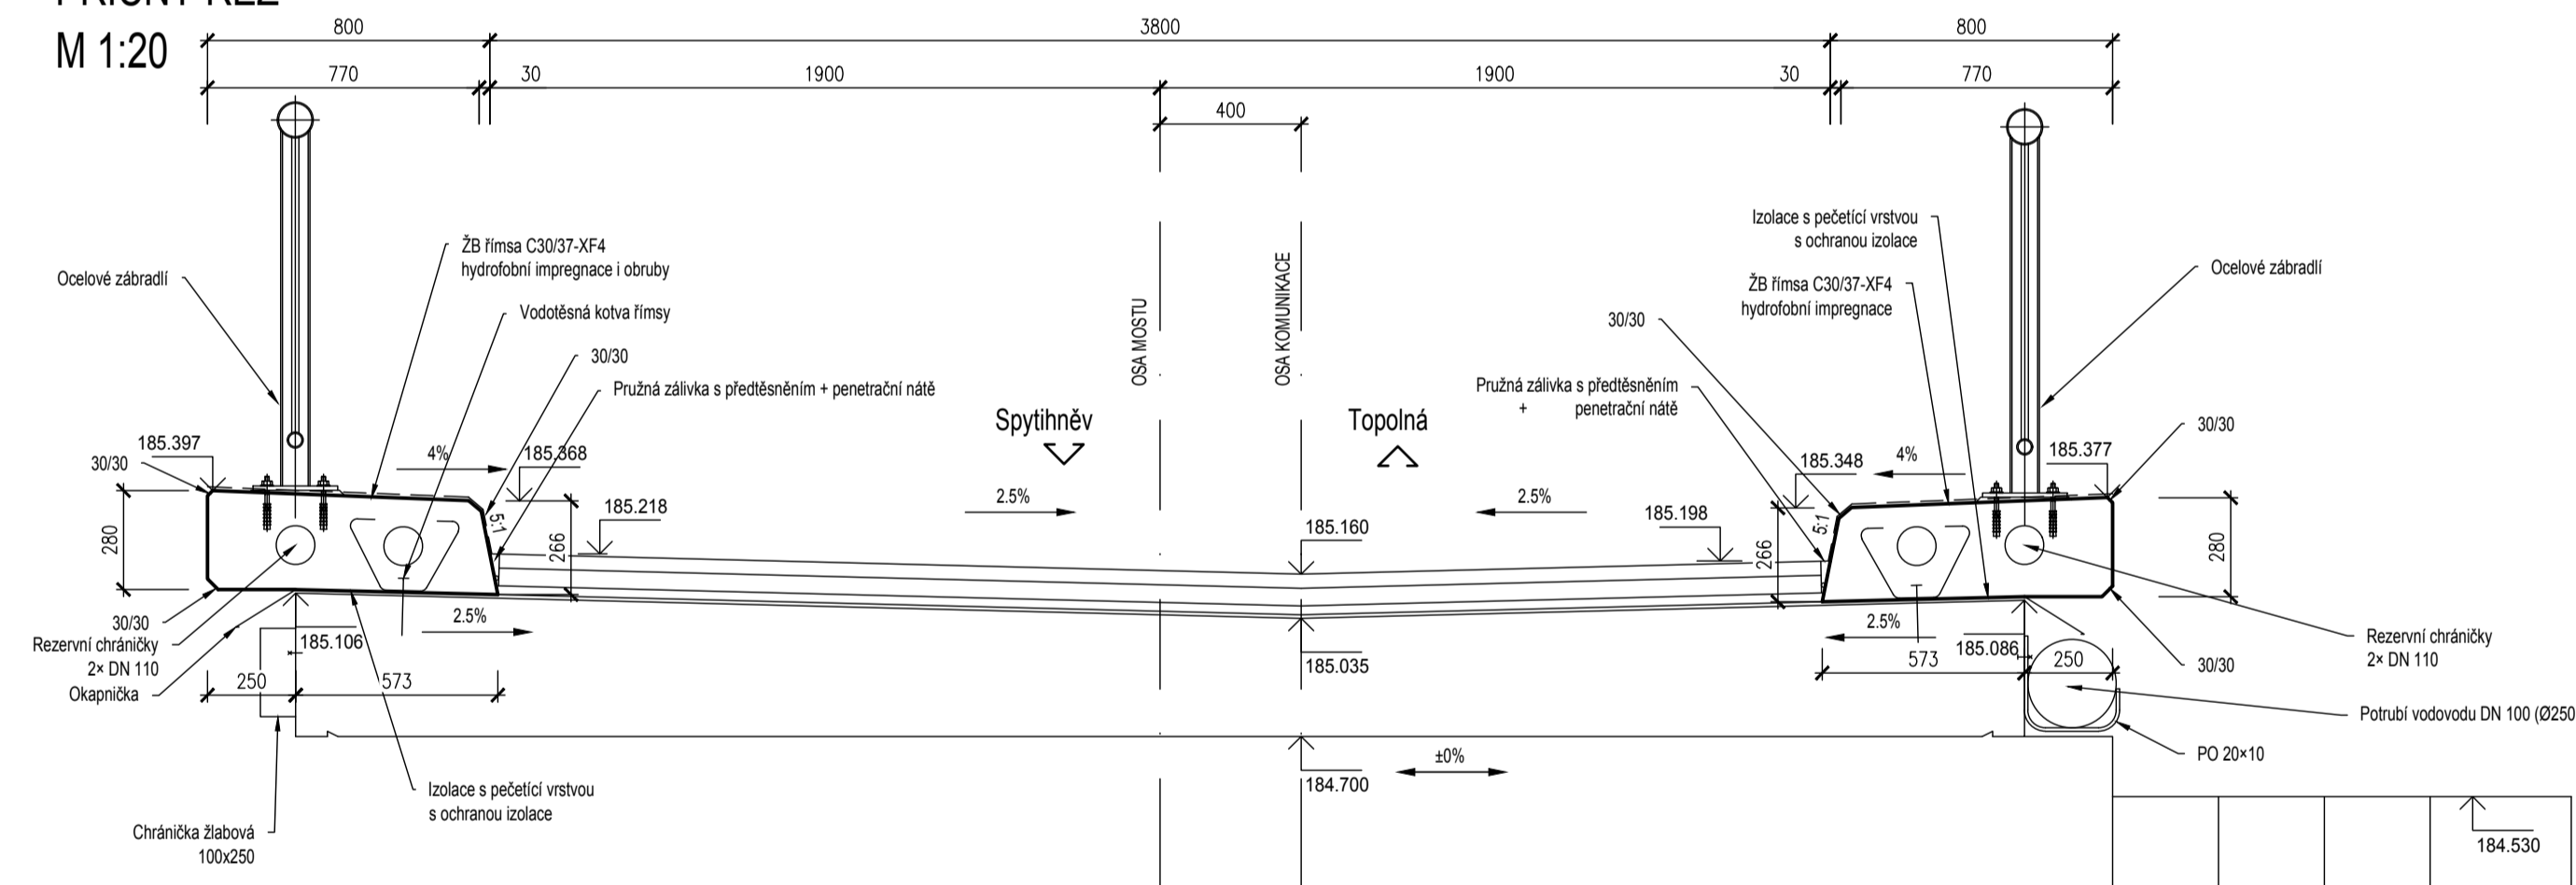 M 1:20
800
3800
800
770
30
1900
1900
30
770
400
Izolace s pečetící vrstvou
s ochranou izolace
ŽB římsa C30/37-XF4
hydrofobní impregnace i obruby
Ocelové zábradlí
OSA MOSTU
OSA KOMUNIKACE
ŽB římsa C30/37-XF4
hydrofobní impregnace
Ocelové zábradlí
Vodotěsná kotva římsy
30/30
30/30
Pružná zálivka s předtěsněním + penetrační nátě
Pružná zálivka s předtěsněním
+ penetrační nátě
Spytihněv
Topolná
30/30
185.397
4%
185.368
185.348
4%
185.377
30/30
2.5%
2.5%
185.218
185.198
185.160
5:1
5:1
280
266
266
280
30/30
2.5%
2.5%
Rezervní chráničky
2× DN 110
185.106
185.035
185.086
Rezervní chráničky
2× DN 110
573
250
30/30
Okapnička
250
573
Potrubí vodovodu DN 100 (Ø250
PO 20×10
±0%
184.700
Izolace s pečetící vrstvou
s ochranou izolace
Chránička žlabová
100x250
184.530